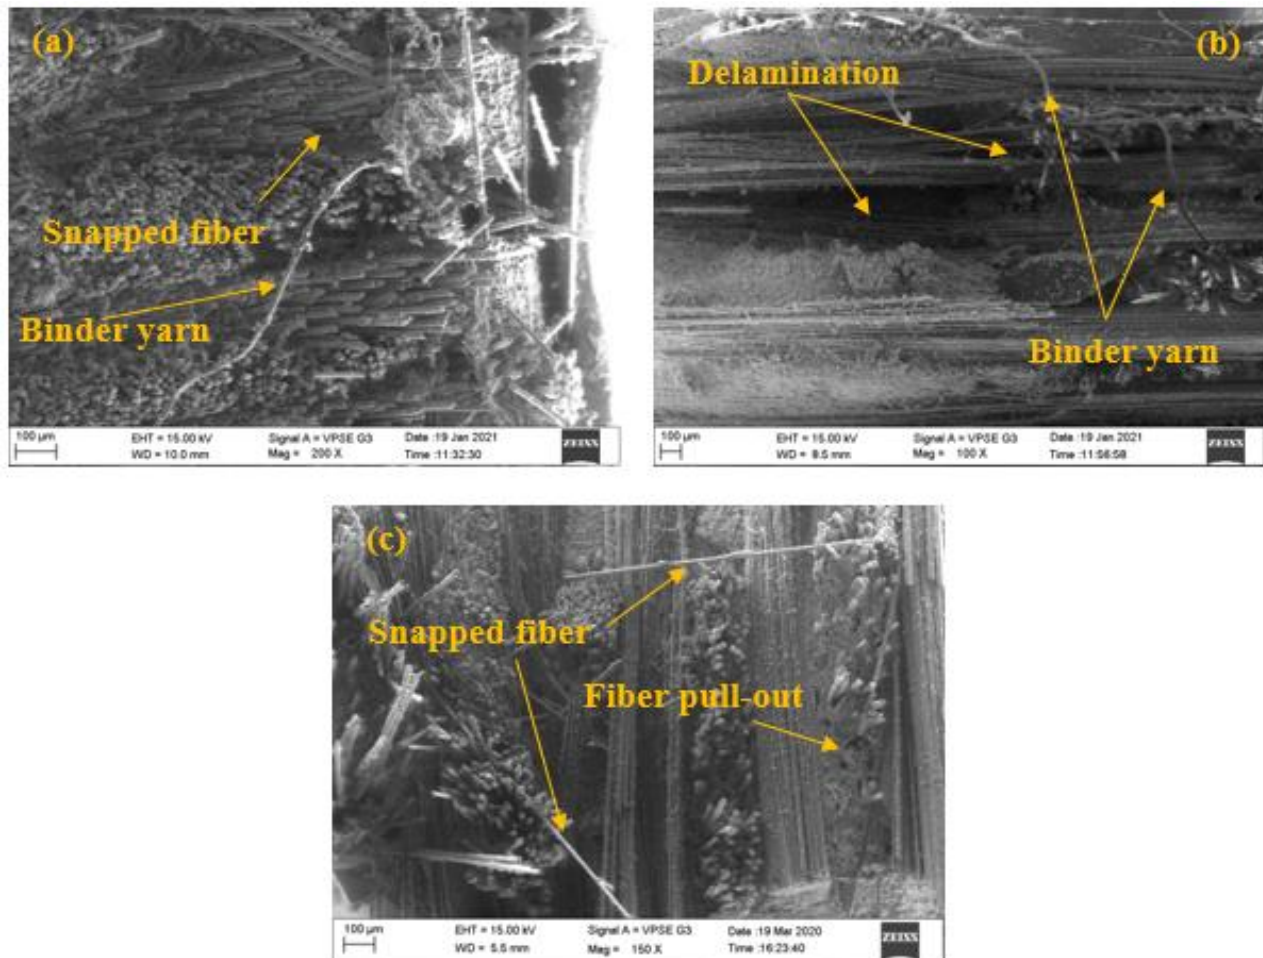 (a)
Snapped fiber
Binder yarn
100 µm
EHT = 15.00 kV
WD = 10.0 mm
Signal A = VPSE G3
Mag = 200 X
Date :19 Jan 2021
Time :11:32:30
ZEISS
(b)
Delamination
Binder yarn
100 µm
EHT = 15.00 kV
WD = 8.5 mm
Signal A = VPSE G3
Mag = 100 X
Date :19 Jan 2021
Time :11:56:58
ZEISS
(c)
Snapped fiber
Fiber pull-out
100 µm
EHT = 15.00 kV
WD = 5.5 mm
Signal A = VPSE G3
Mag = 150 X
Date :19 Mar 2020
Time :16:23:40
ZEISS